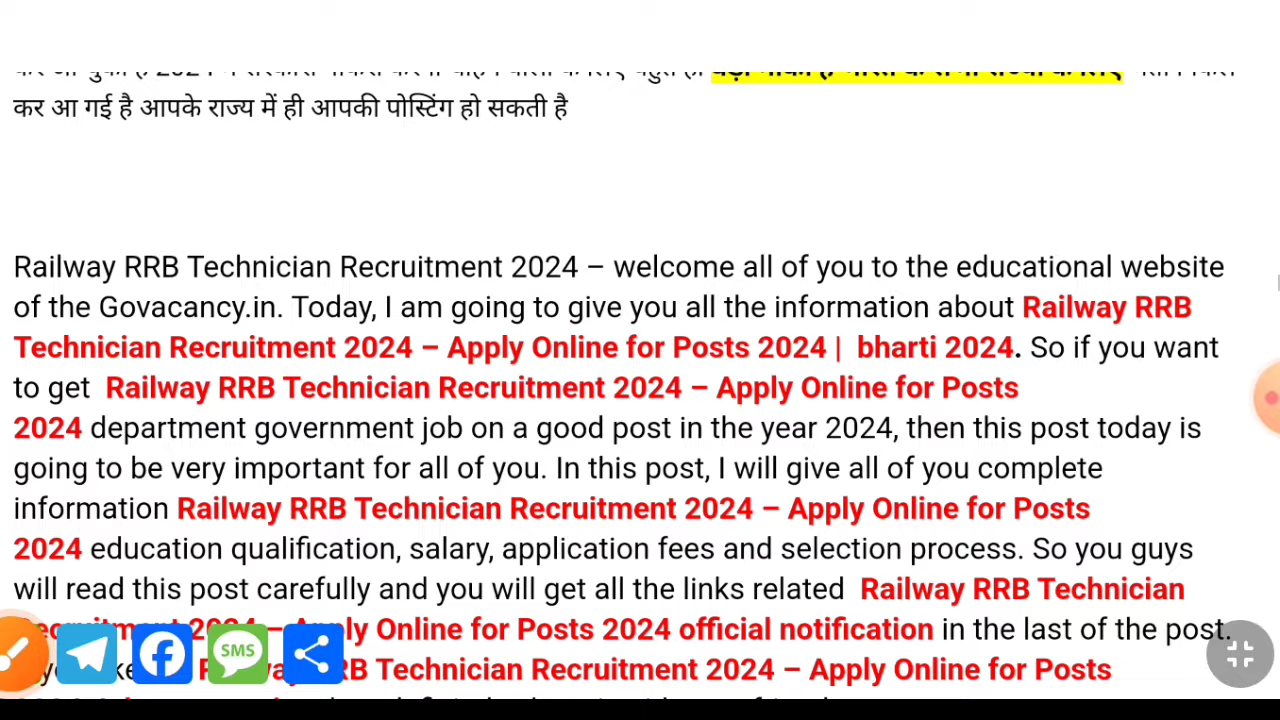 कर आ गई है आपके राज्य में ही आपकी पोस्टिंग हो सकती है
Railway RRB Technician Recruitment 2024 – welcome all of you to the educational website
of the Govacancy.in. Today, I am going to give you all the information about Railway RRB
Technician Recruitment 2024 – Apply Online for Posts 2024 | bharti 2024. So if you want
to get Railway RRB Technician Recruitment 2024 – Apply Online for Posts
2024 department government job on a good post in the year 2024, then this post today is
going to be very important for all of you. In this post, I will give all of you complete
information Railway RRB Technician Recruitment 2024 – Apply Online for Posts
2024 education qualification, salary, application fees and selection process. So you guys
will read this post carefully and you will get all the links related Railway RRB Technician
Recruitment 2024 – Apply Online for Posts 2024 official notification in the last of the post.
RRB Technician Recruitment 2024 – Apply Online for Posts
SMS